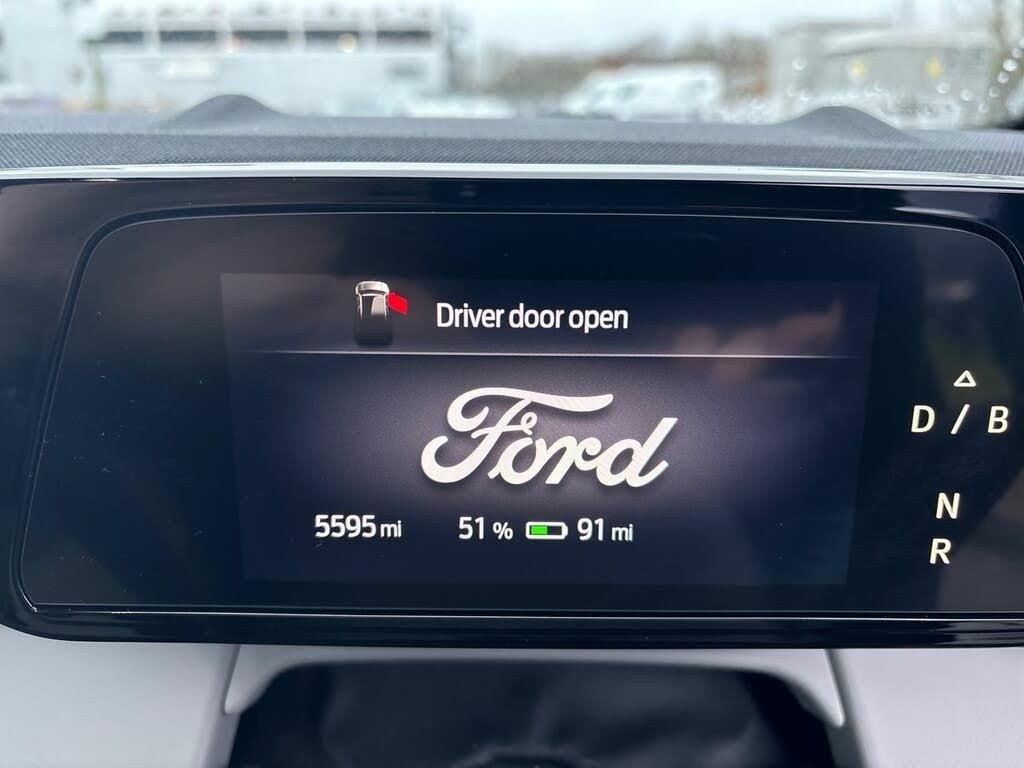 Driver door open
Ford
5595 mi 51 % 91 mi
D / B
N
R